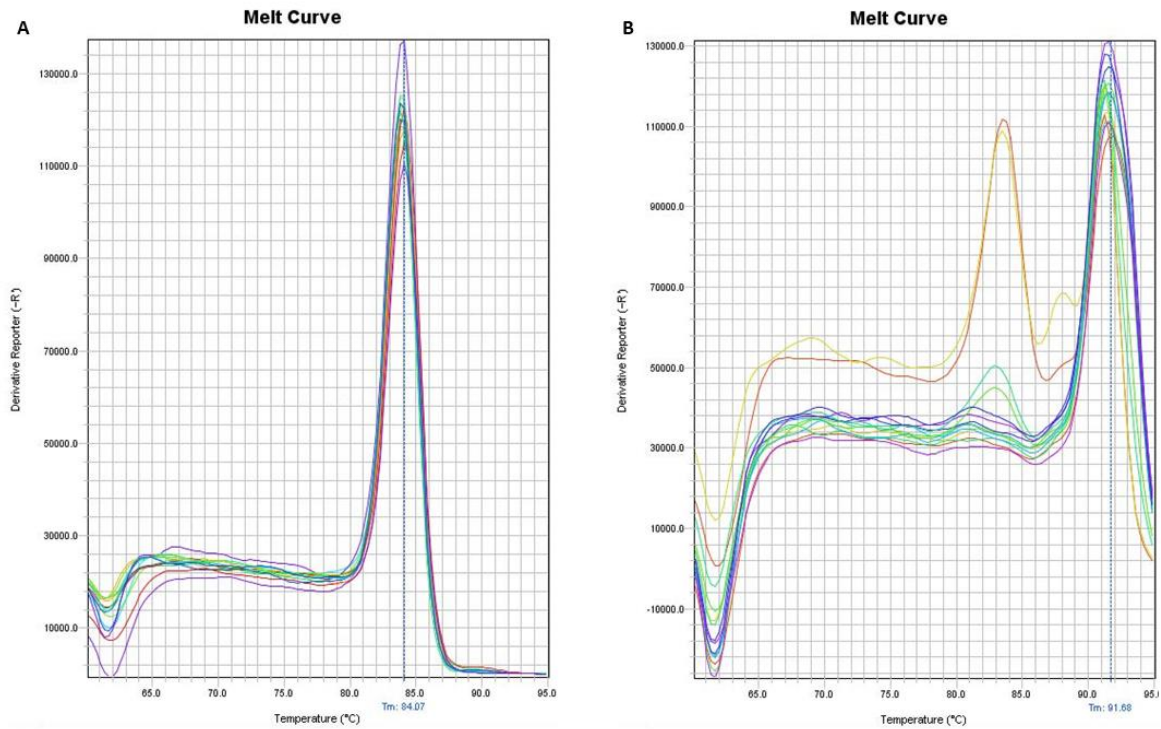 A
Melt Curve
130000.0
110000.0
90000.0
70000.0
50000.0
30000.0
10000.0
Derivative Reporter (-R')
65.0 70.0 75.0 80.0 85.0 90.0 95.0
Tm: 84.07
Temperature (°C)
B
Melt Curve
130000.0
110000.0
90000.0
70000.0
50000.0
30000.0
10000.0
-10000.0
Derivative Reporter (-R')
65.0 70.0 75.0 80.0 85.0 90.0 95.0
Tm: 91.68
Temperature (°C)